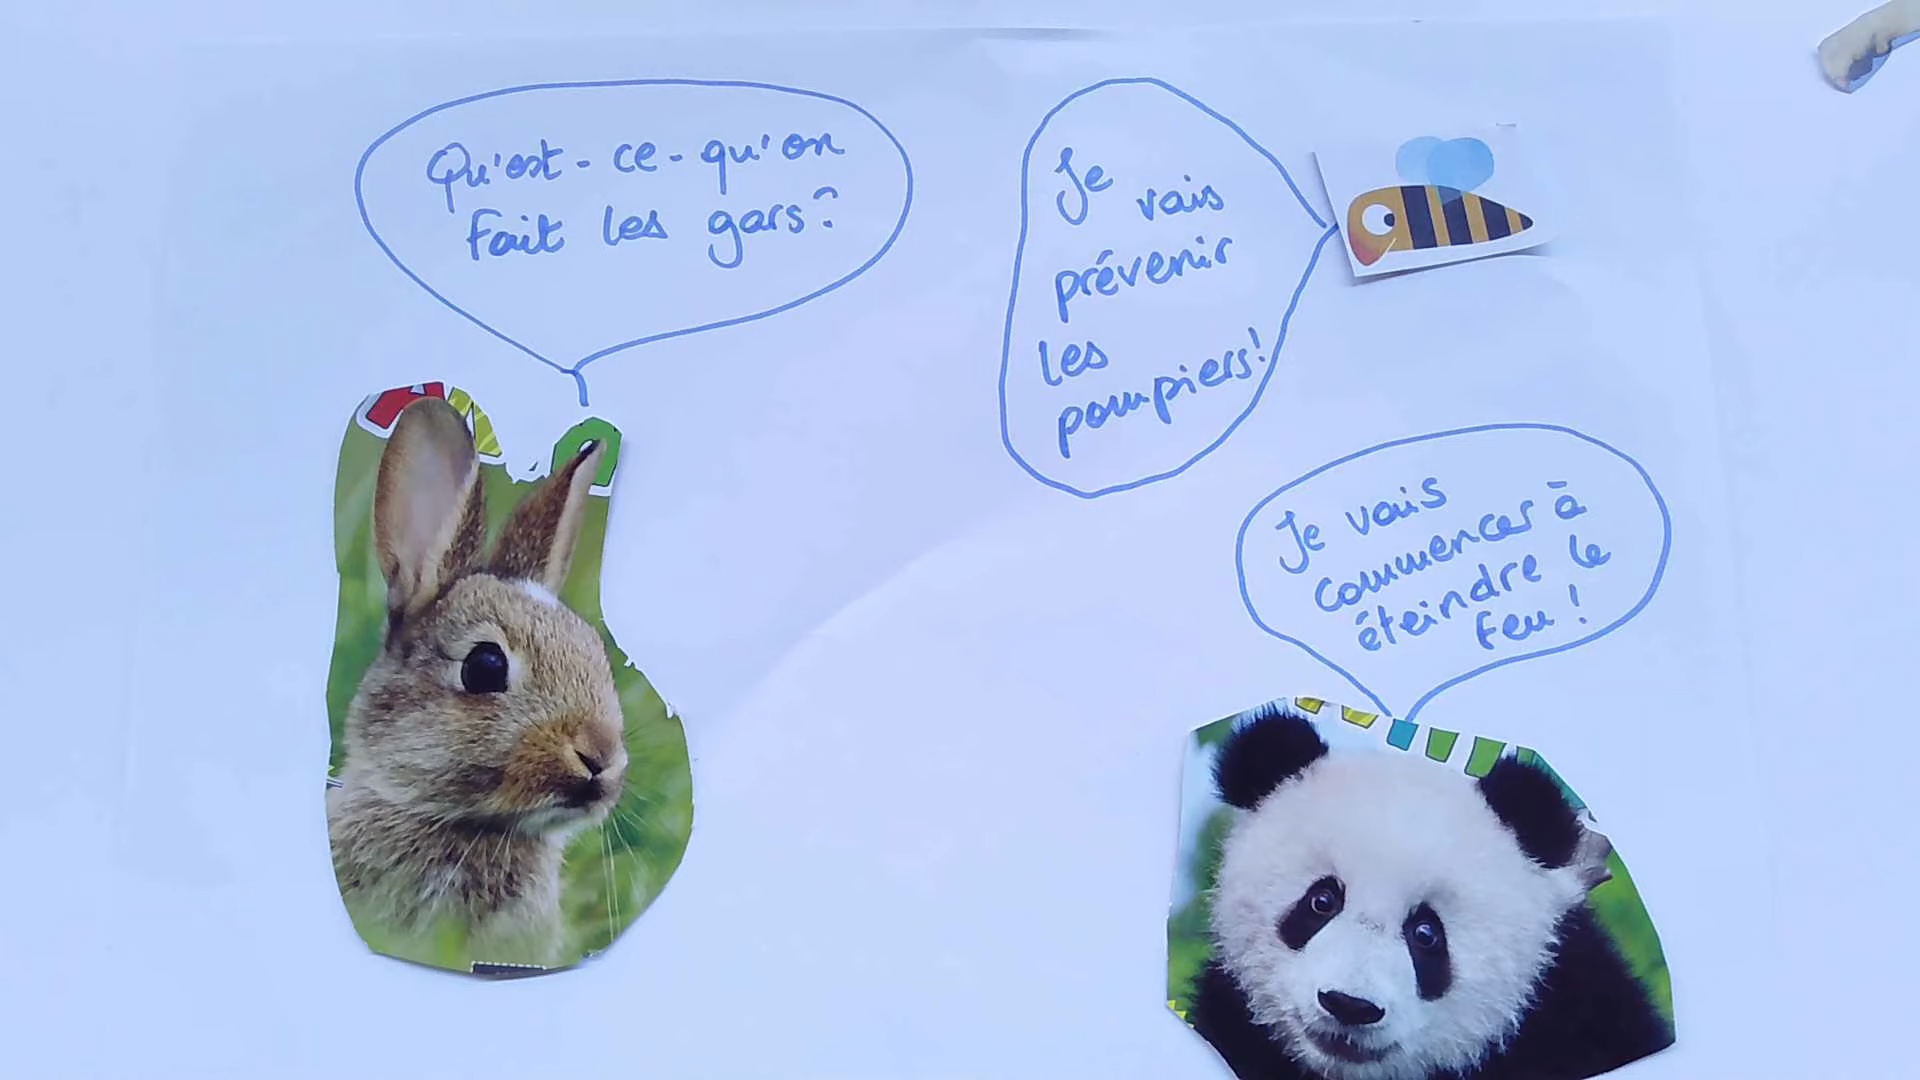 Qu'est-ce-qu'on
fait les gars?
Je vais
prévenir
les
pompiers!
Je vais
commencer à
éteindre le
feu!